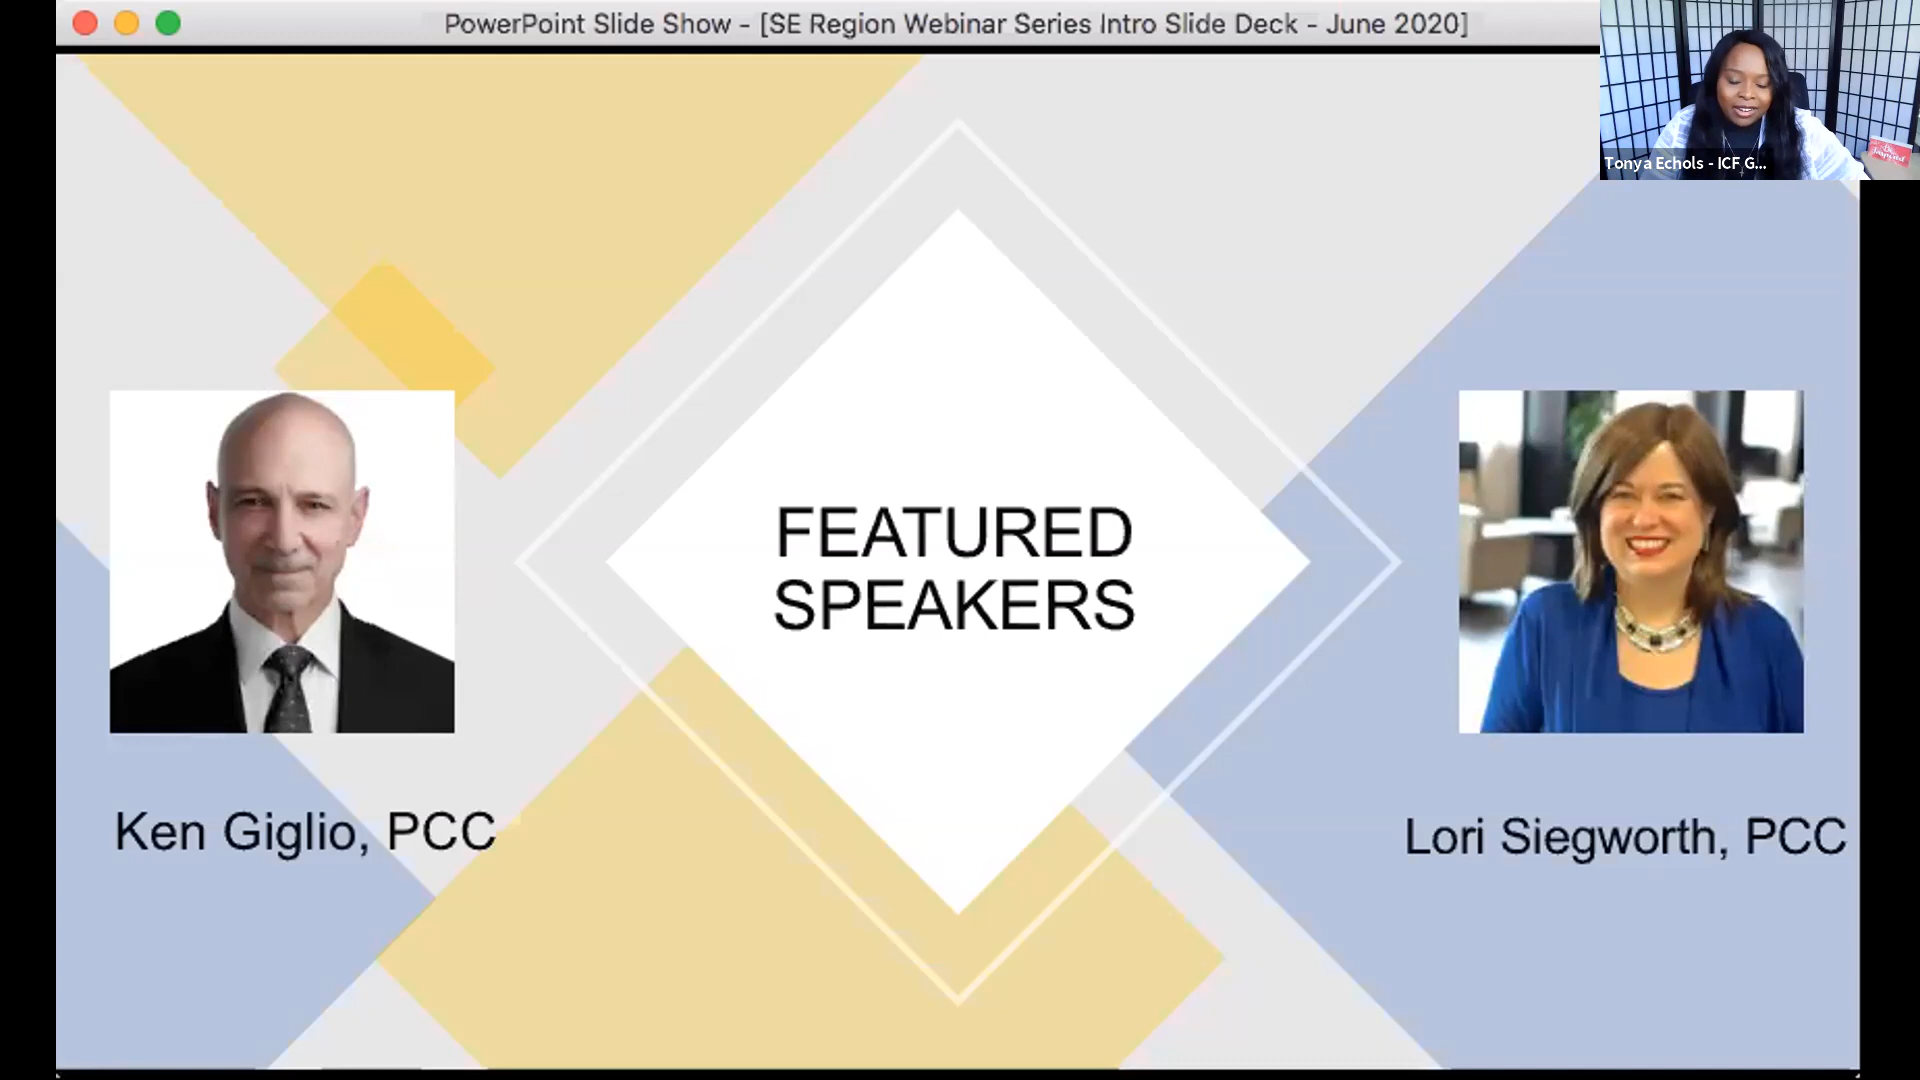 PowerPoint Slide Show - [SE Region Webinar Series Intro Slide Deck - June 2020]
Tonya Echols - ICF G...
FEATURED
SPEAKERS
Ken Giglio, PCC
Lori Siegworth, PCC